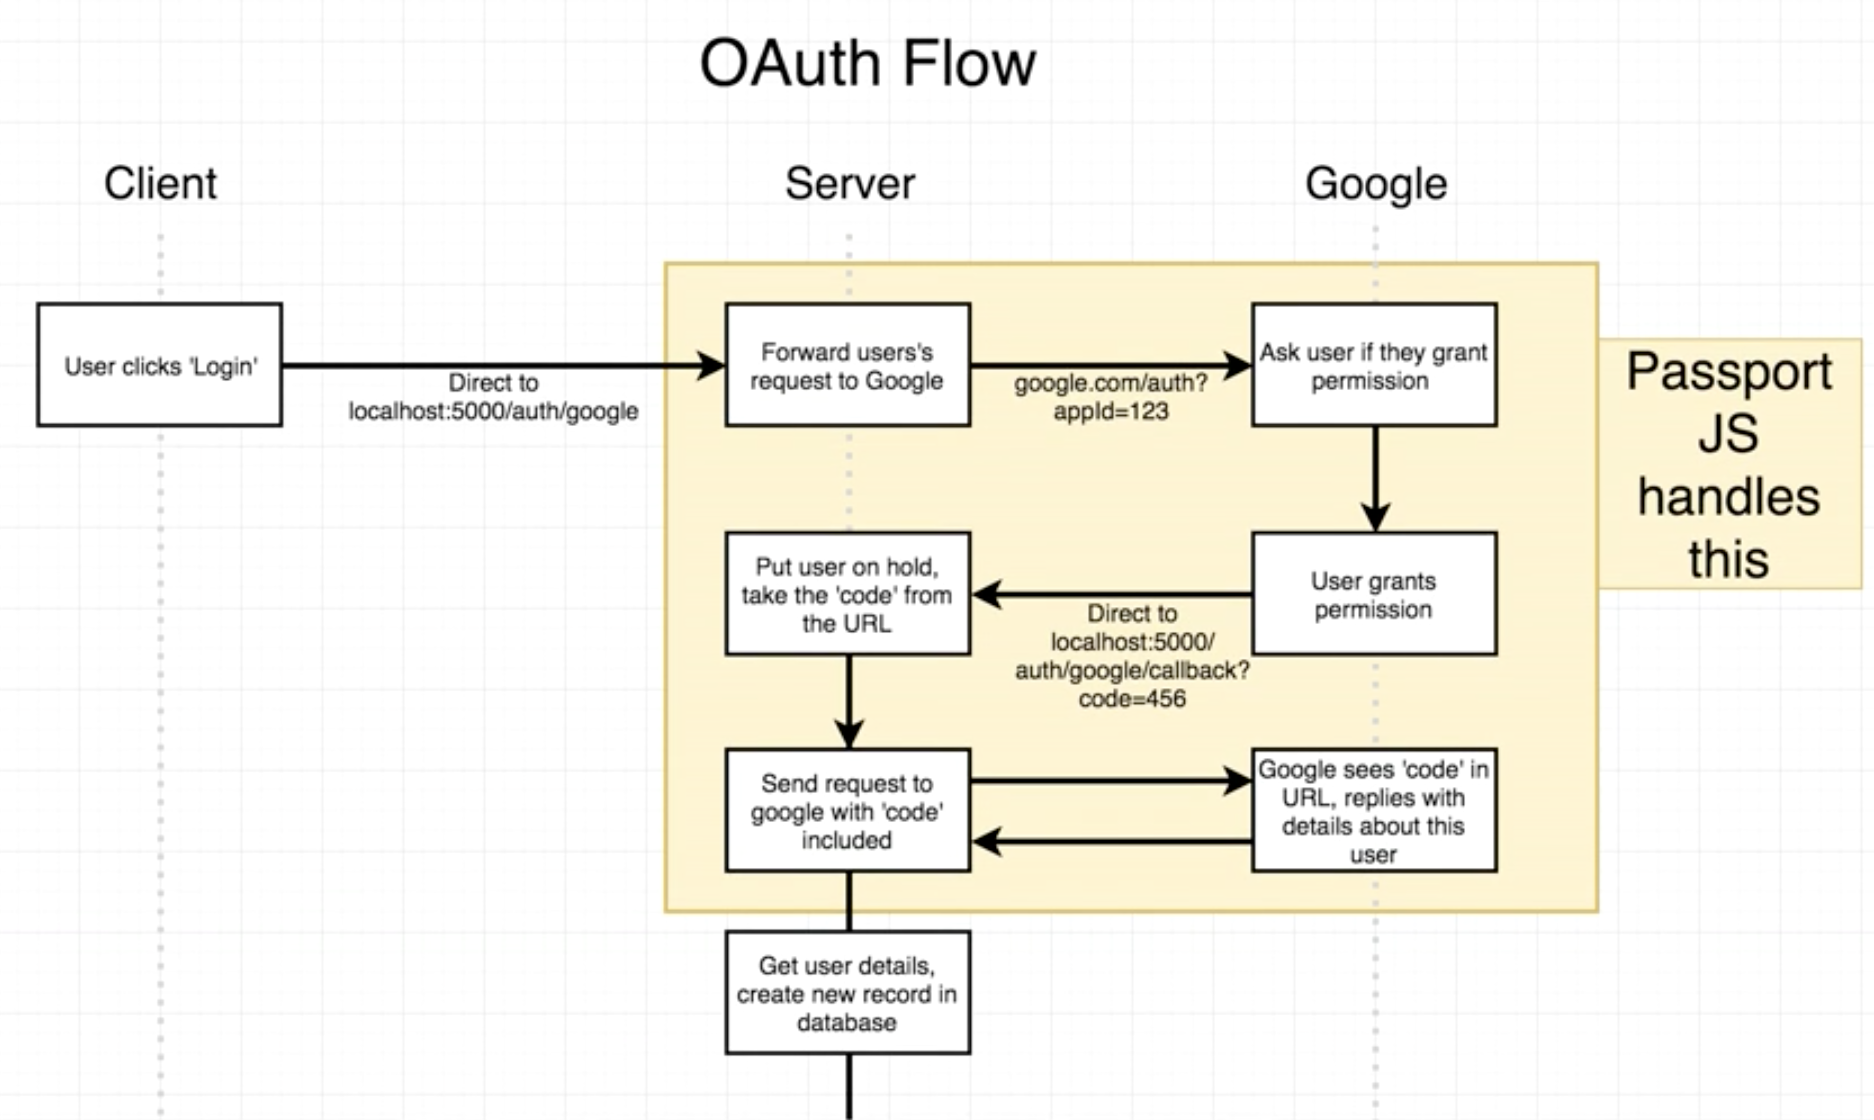 OAuth Flow
Client
Server
Google
User clicks 'Login'
Direct to
localhost:5000/auth/google
Forward users's
request to Google
google.com/auth?
appId=123
Ask user if they grant
permission
Passport
JS
handles
this
Put user on hold,
take the 'code' from
the URL
Direct to
localhost:5000/
auth/google/callback?
code=456
User grants
permission
Send request to
google with 'code'
included
Google sees 'code' in
URL, replies with
details about this
user
Get user details,
create new record in
database